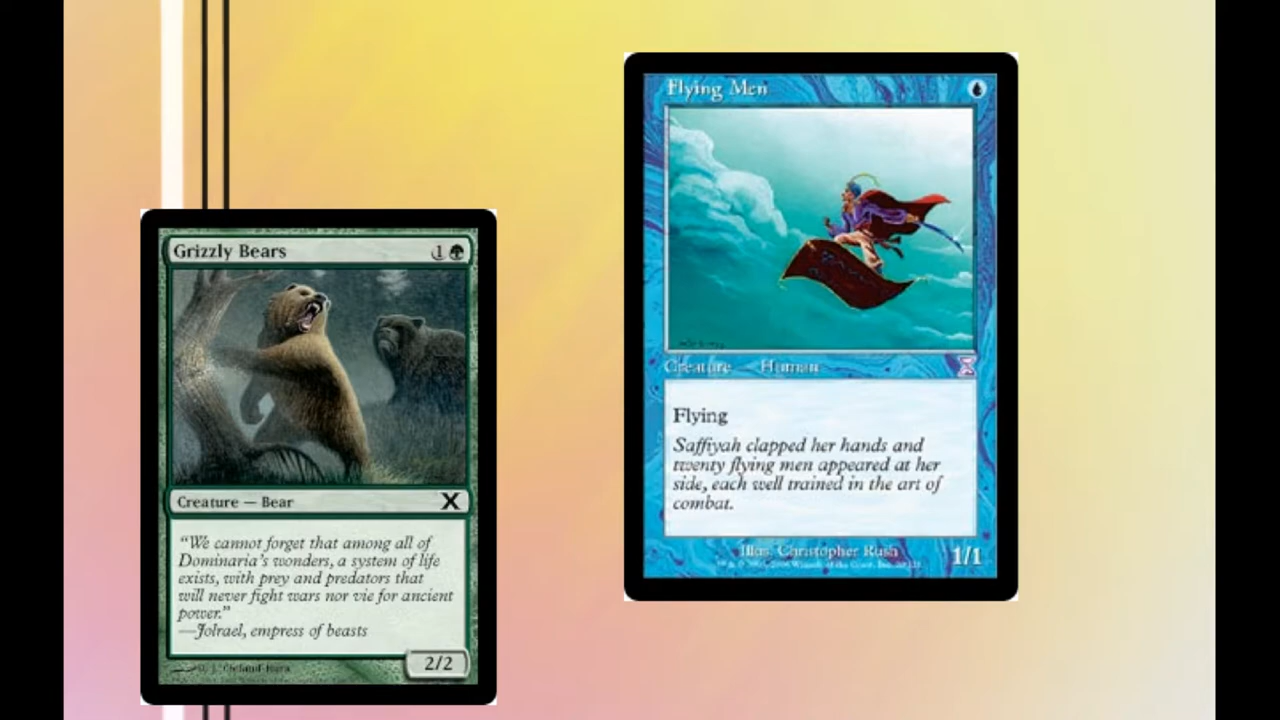 Grizzly Bears 1
Creature — Bear X
"We cannot forget that among all of
Dominaria's wonders, a system of life
exists, with prey and predators that
will never fight wars nor vie for ancient
power."
—Jolrael, empress of beasts
2/2
Flying Men
Creature Human
Flying
Saffiyah clapped her hands and
twenty flying men appeared at her
side, each well trained in the art of
combat.
Illus. Christopher Rush
1/1